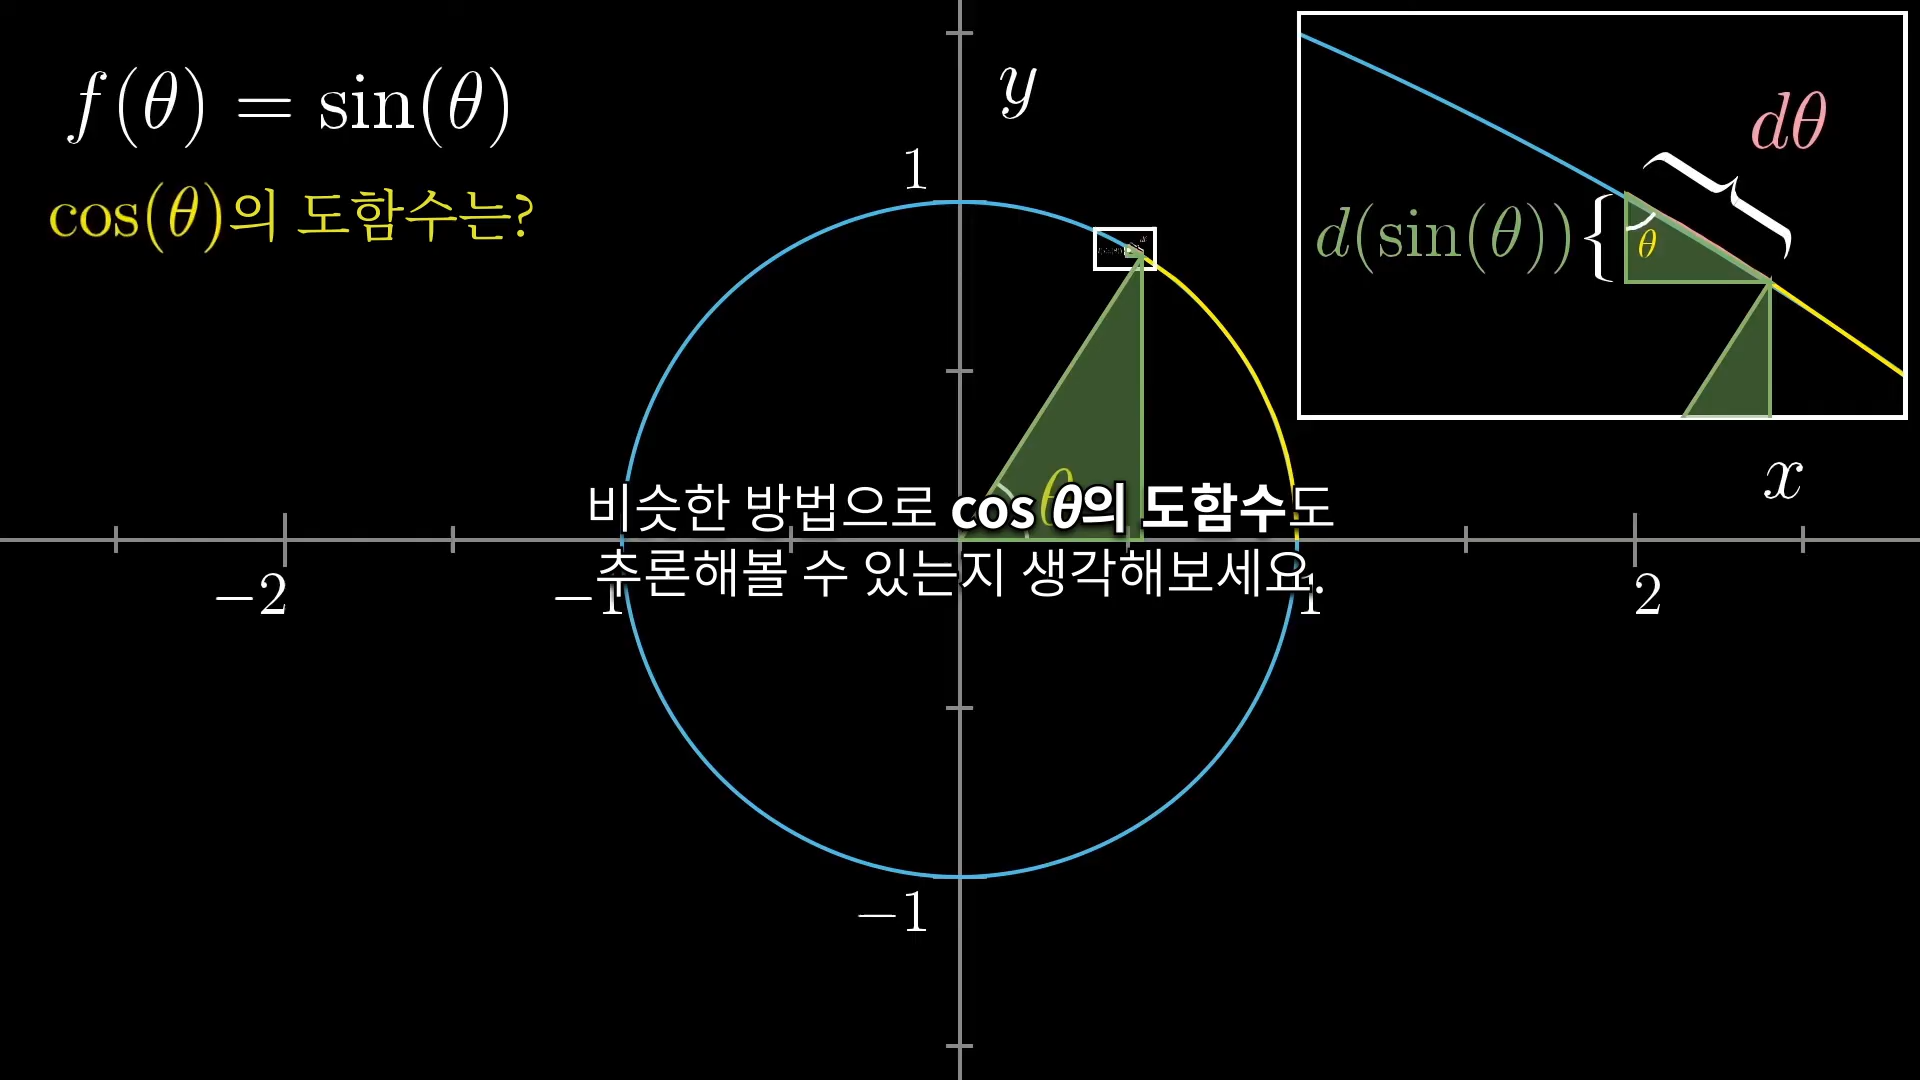 f(θ) = sin(θ)
cos(θ)의 도함수는?
y
1
dθ
d(sin(θ)){
θ
x
θ
비슷한 방법으로 cos θ의 도함수도
추론해볼 수 있는지 생각해보세요.
−2
−1
1
2
−1